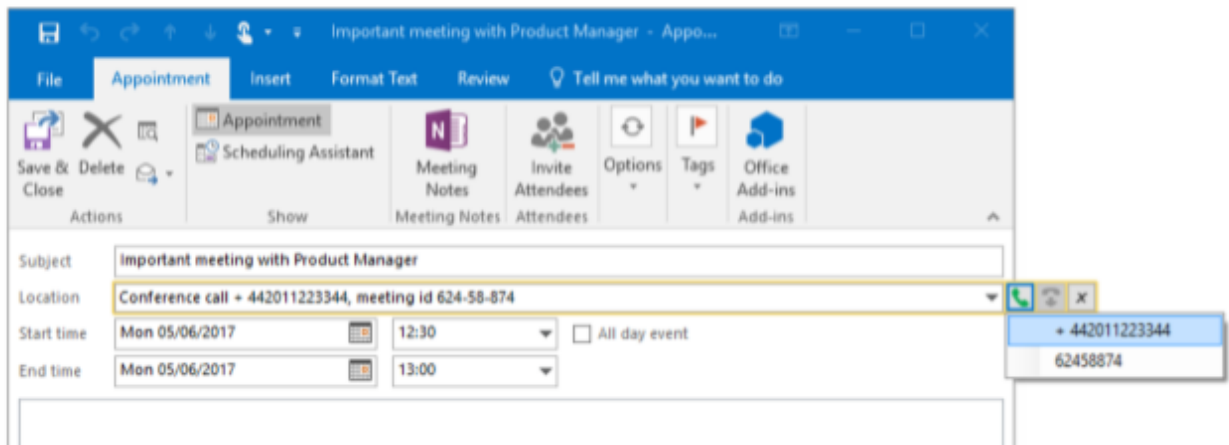 Important meeting with Product Manager - Appo...
File Appointment Insert Format Text Review Tell me what you want to do
Save & Close
Delete
Actions
Appointment
Scheduling Assistant
Show
Meeting Notes
Meeting Notes
Invite Attendees
Attendees
Options
Tags
Office Add-ins
Add-ins
Subject Important meeting with Product Manager
Location Conference call + 442011223344, meeting id 624-58-874 x
+ 442011223344
Start time Mon 05/06/2017 12:30 All day event
62458874
End time Mon 05/06/2017 13:00